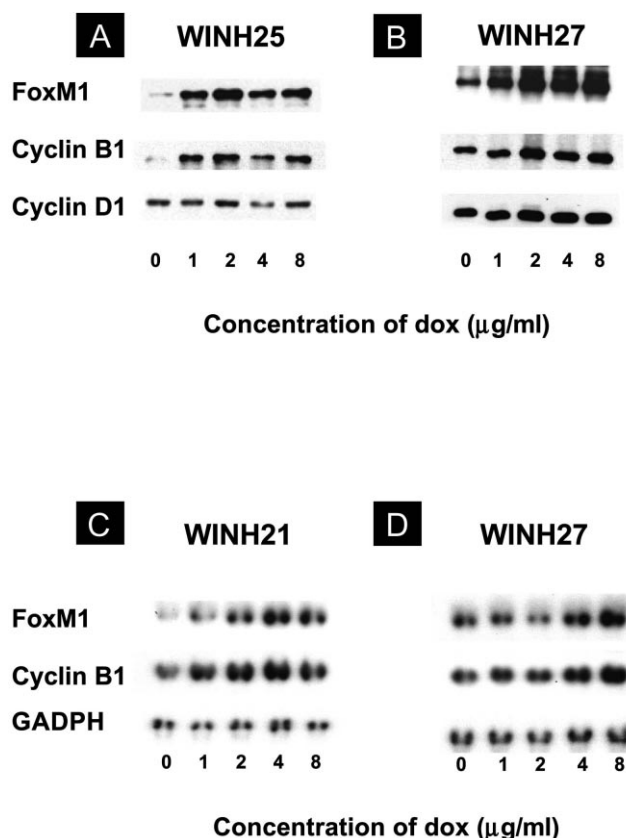 A WINH25 B WINH27
FoxM1
Cyclin B1
Cyclin D1
0 1 2 4 8 0 1 2 4 8
Concentration of dox (μg/ml)
C WINH21 D WINH27
FoxM1
Cyclin B1
GADPH
0 1 2 4 8 0 1 2 4 8
Concentration of dox (μg/ml)